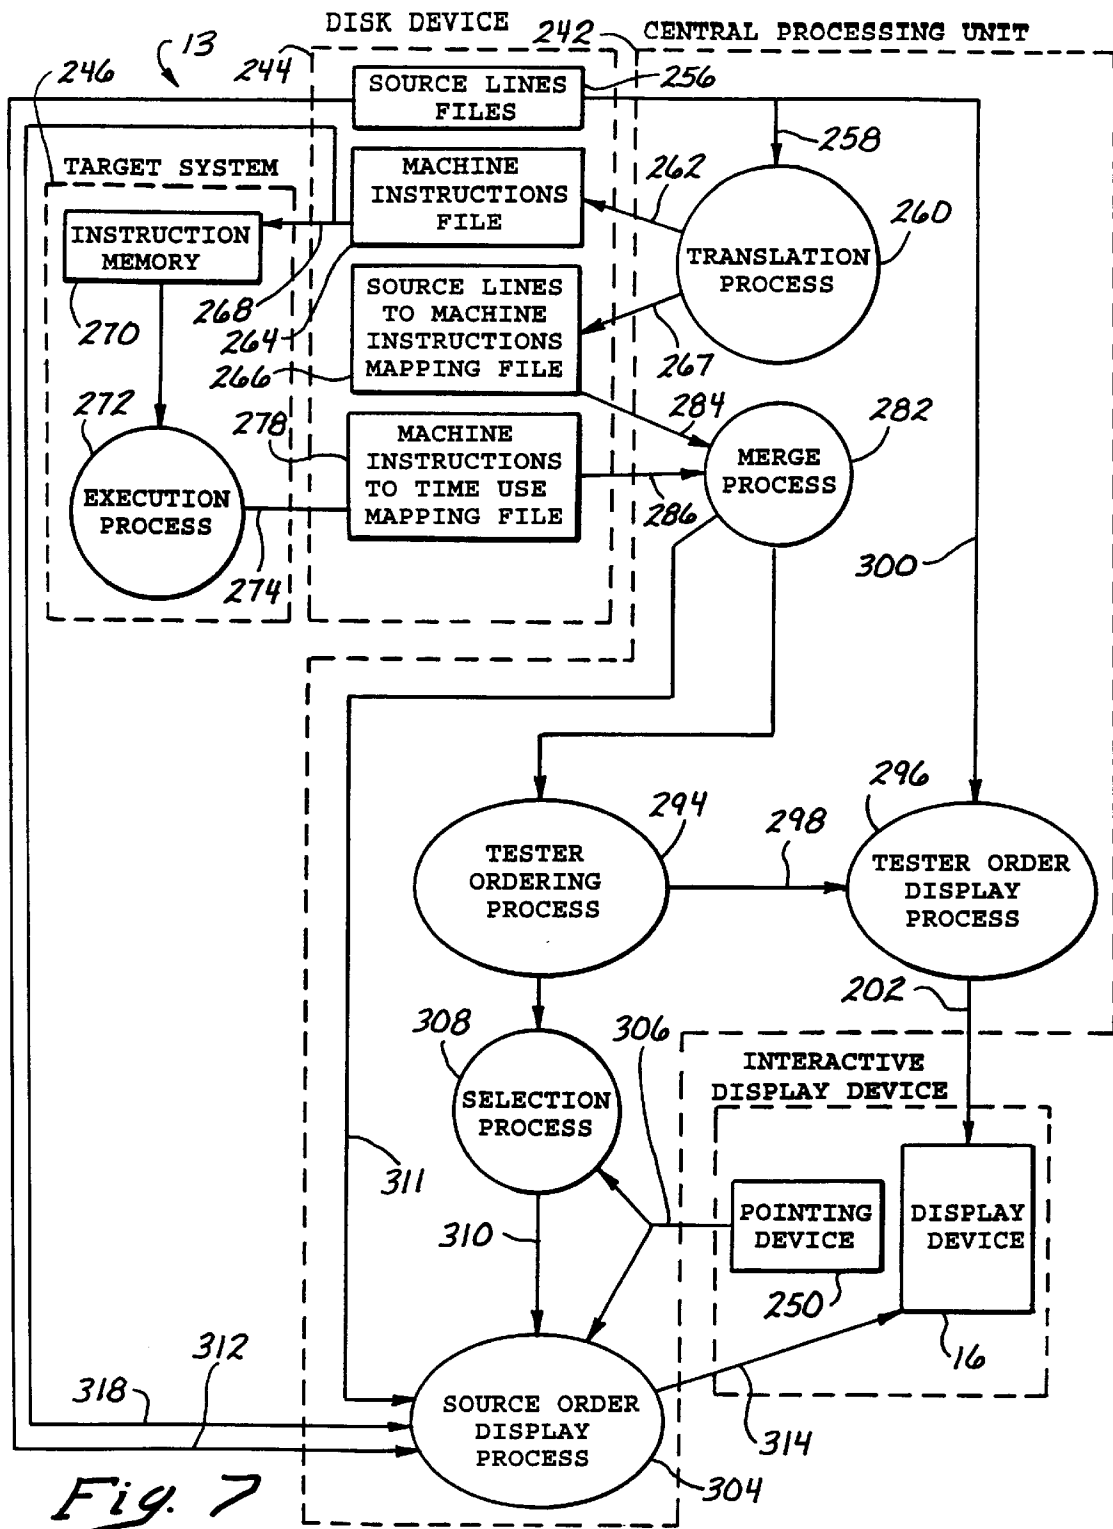 DISK DEVICE
242
CENTRAL PROCESSING UNIT
13
244
246
SOURCE LINES
FILES
256
258
TARGET SYSTEM
MACHINE
INSTRUCTIONS
FILE
262
260
TRANSLATION
PROCESS
INSTRUCTION
MEMORY
270
268
264
266
SOURCE LINES
TO MACHINE
INSTRUCTIONS
MAPPING FILE
267
272
278
284
282
MACHINE
INSTRUCTIONS
TO TIME USE
MAPPING FILE
MERGE
PROCESS
286
EXECUTION
PROCESS
274
300
294
298
296
TESTER
ORDERING
PROCESS
TESTER ORDER
DISPLAY
PROCESS
202
308
306
INTERACTIVE
DISPLAY DEVICE
SELECTION
PROCESS
311
310
POINTING
DEVICE
250
DISPLAY
DEVICE
16
312
318
SOURCE ORDER
DISPLAY
PROCESS
314
304
Fig. 7